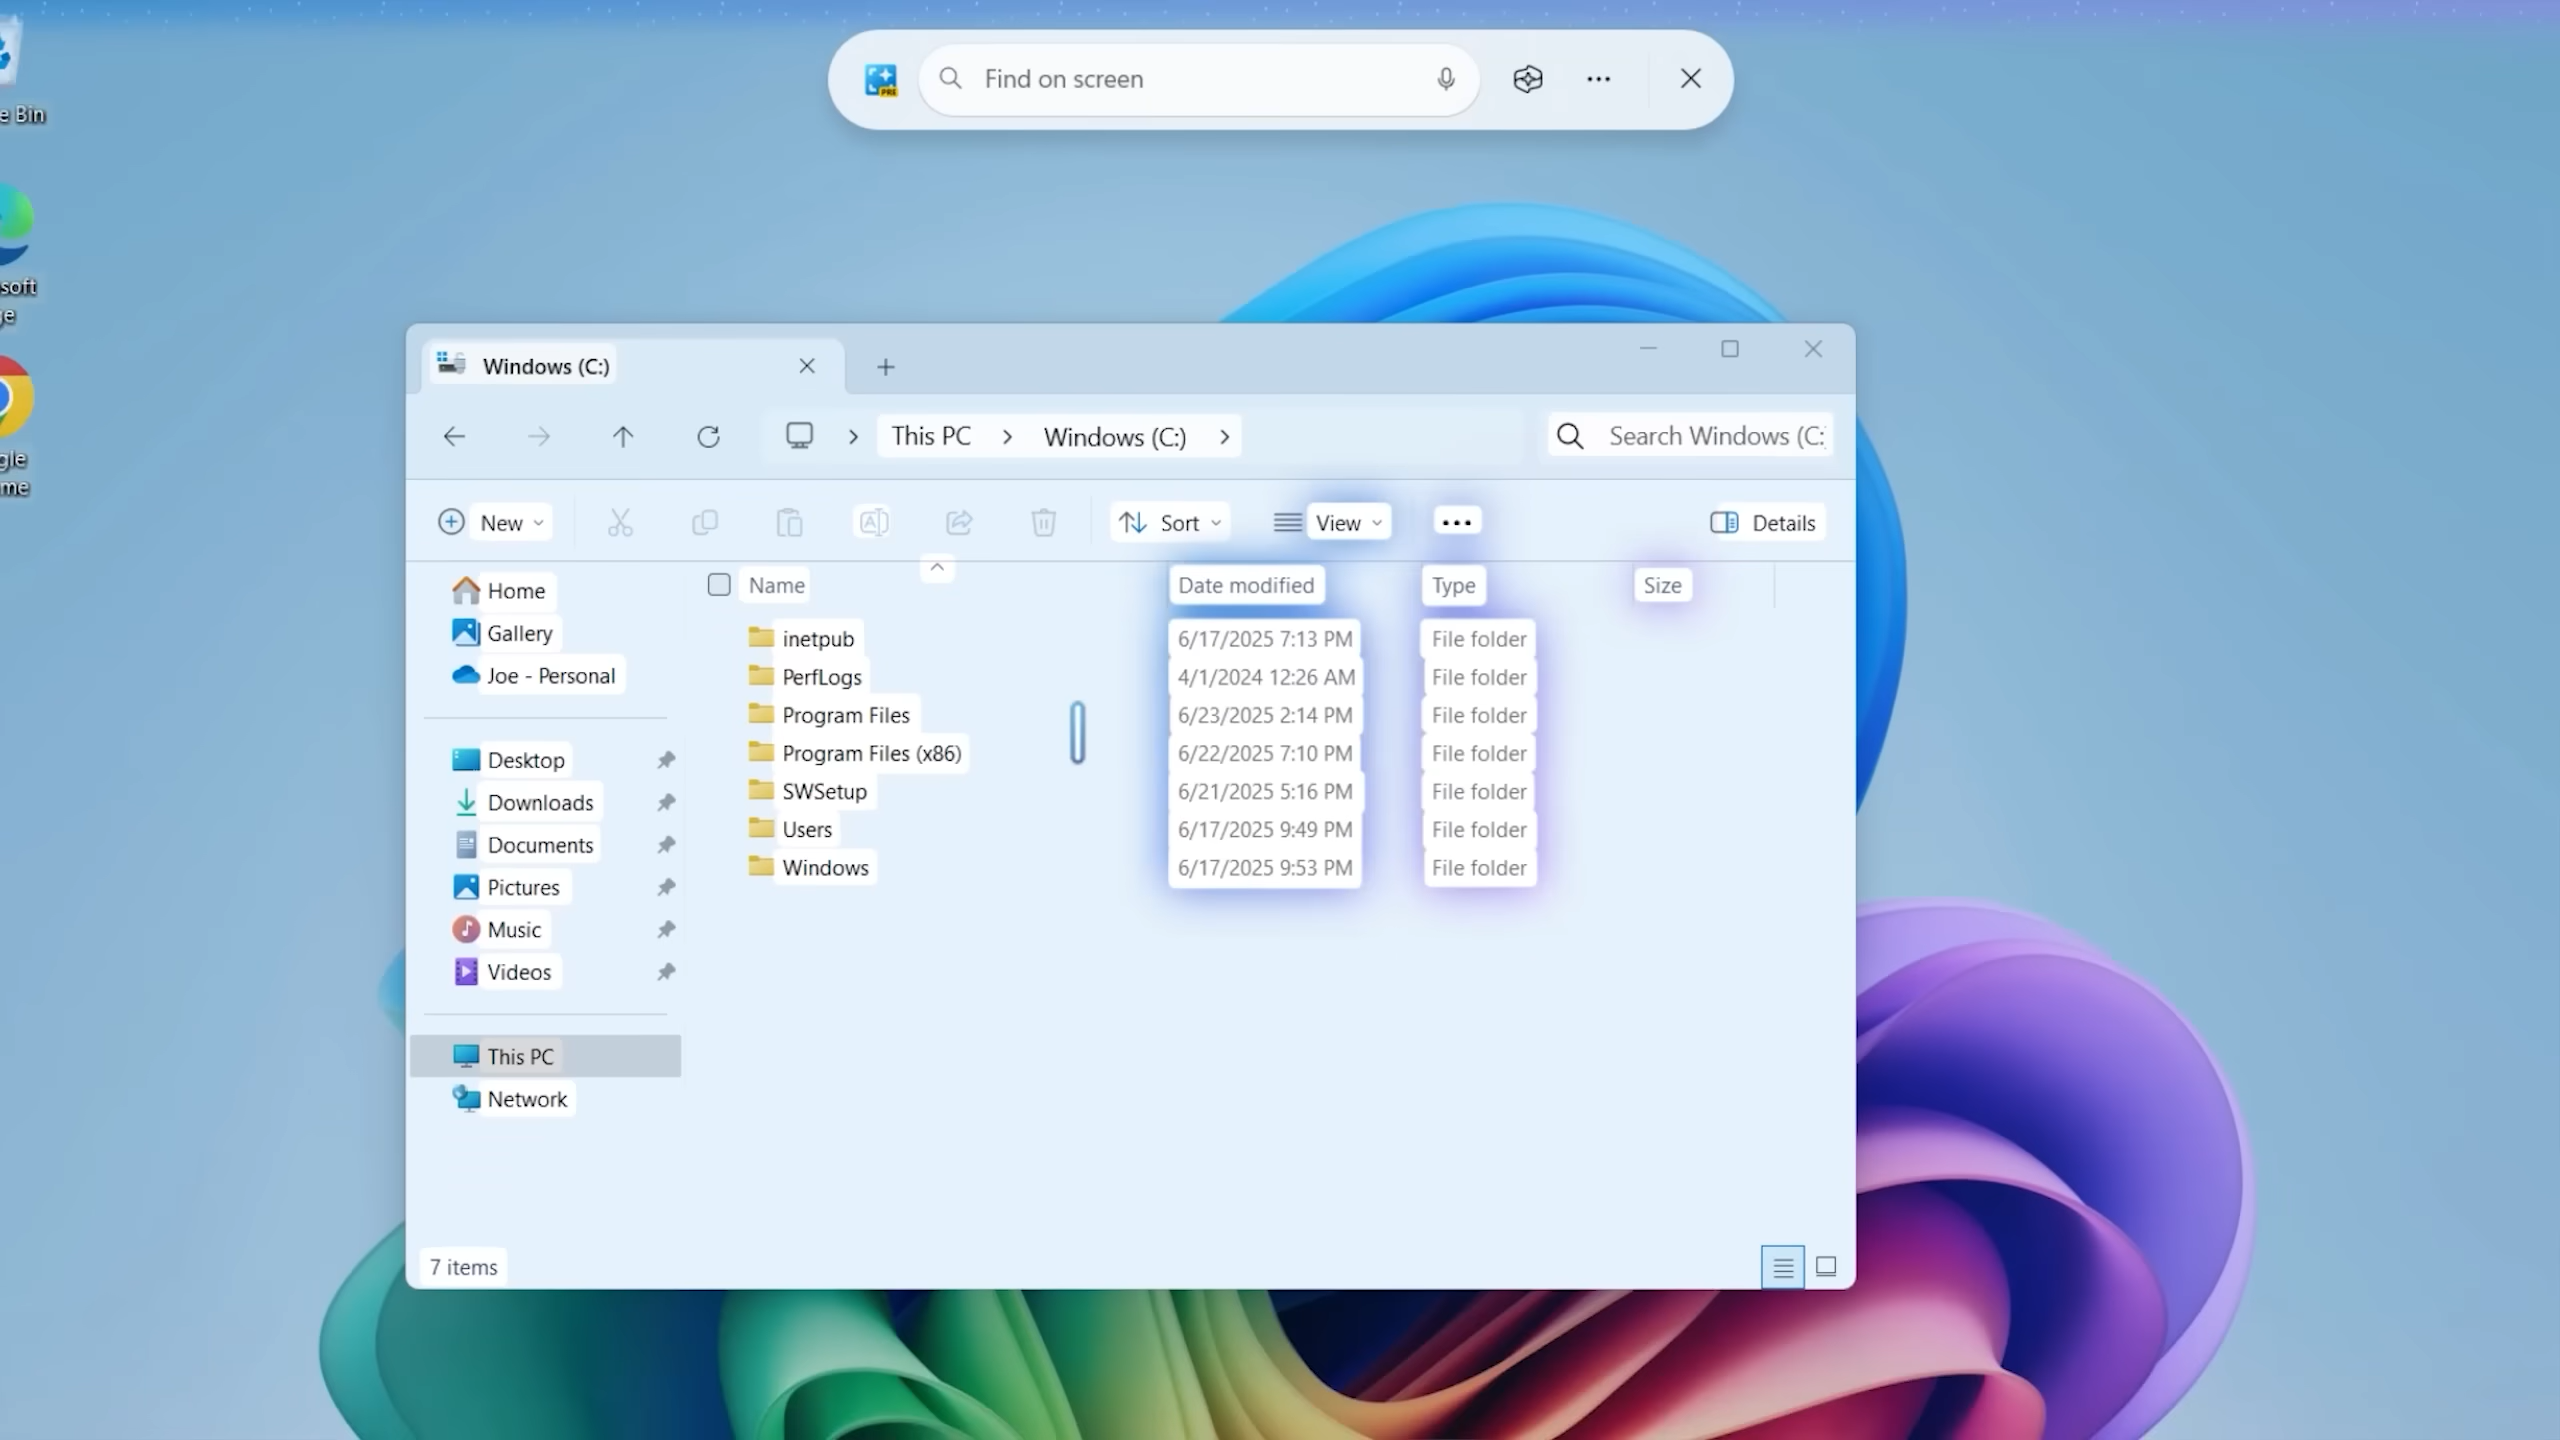 Find on screen
PRE
e Bin
soft
ge
gle
me
Windows (C:)
This PC > Windows (C:) >
Search Windows (C:
New
Sort
View
Details
Name Date modified Type Size
inetpub 6/17/2025 7:13 PM File folder
PerfLogs 4/1/2024 12:26 AM File folder
Program Files 6/23/2025 2:14 PM File folder
Program Files (x86) 6/22/2025 7:10 PM File folder
SWSetup 6/21/2025 5:16 PM File folder
Users 6/17/2025 9:49 PM File folder
Windows 6/17/2025 9:53 PM File folder
Home
Gallery
Joe - Personal
Desktop
Downloads
Documents
Pictures
Music
Videos
This PC
Network
7 items